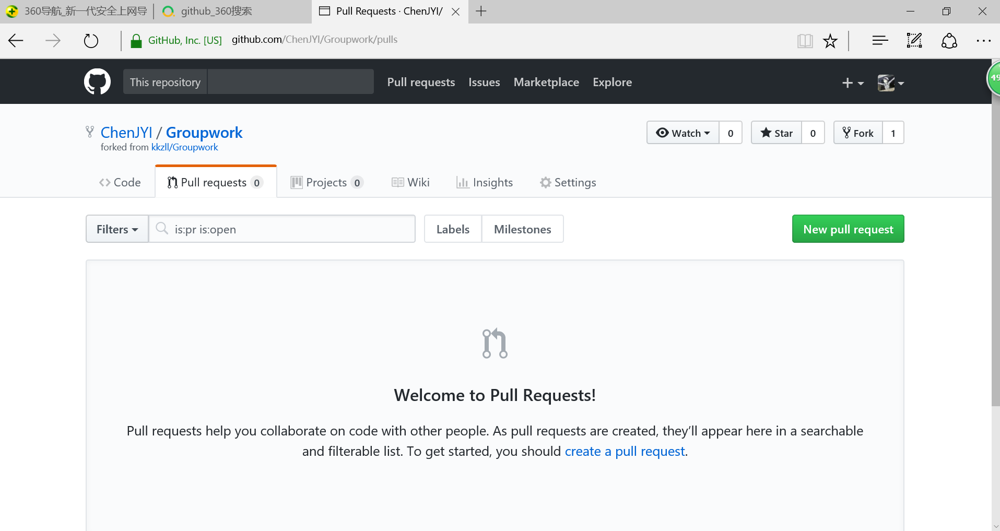 360导航_新一代安全上网导
github_360搜索
Pull Requests · ChenJYI/
GitHub, Inc. [US] github.com/ChenJYI/Groupwork/pulls
This repository
Pull requests Issues Marketplace Explore
49
ChenJYI / Groupwork
forked from kkzll/Groupwork
Watch 0 Star 0 Fork 1
Code Pull requests 0 Projects 0 Wiki Insights Settings
Filters is:pr is:open Labels Milestones New pull request
Welcome to Pull Requests!
Pull requests help you collaborate on code with other people. As pull requests are created, they’ll appear here in a searchable
and filterable list. To get started, you should create a pull request.